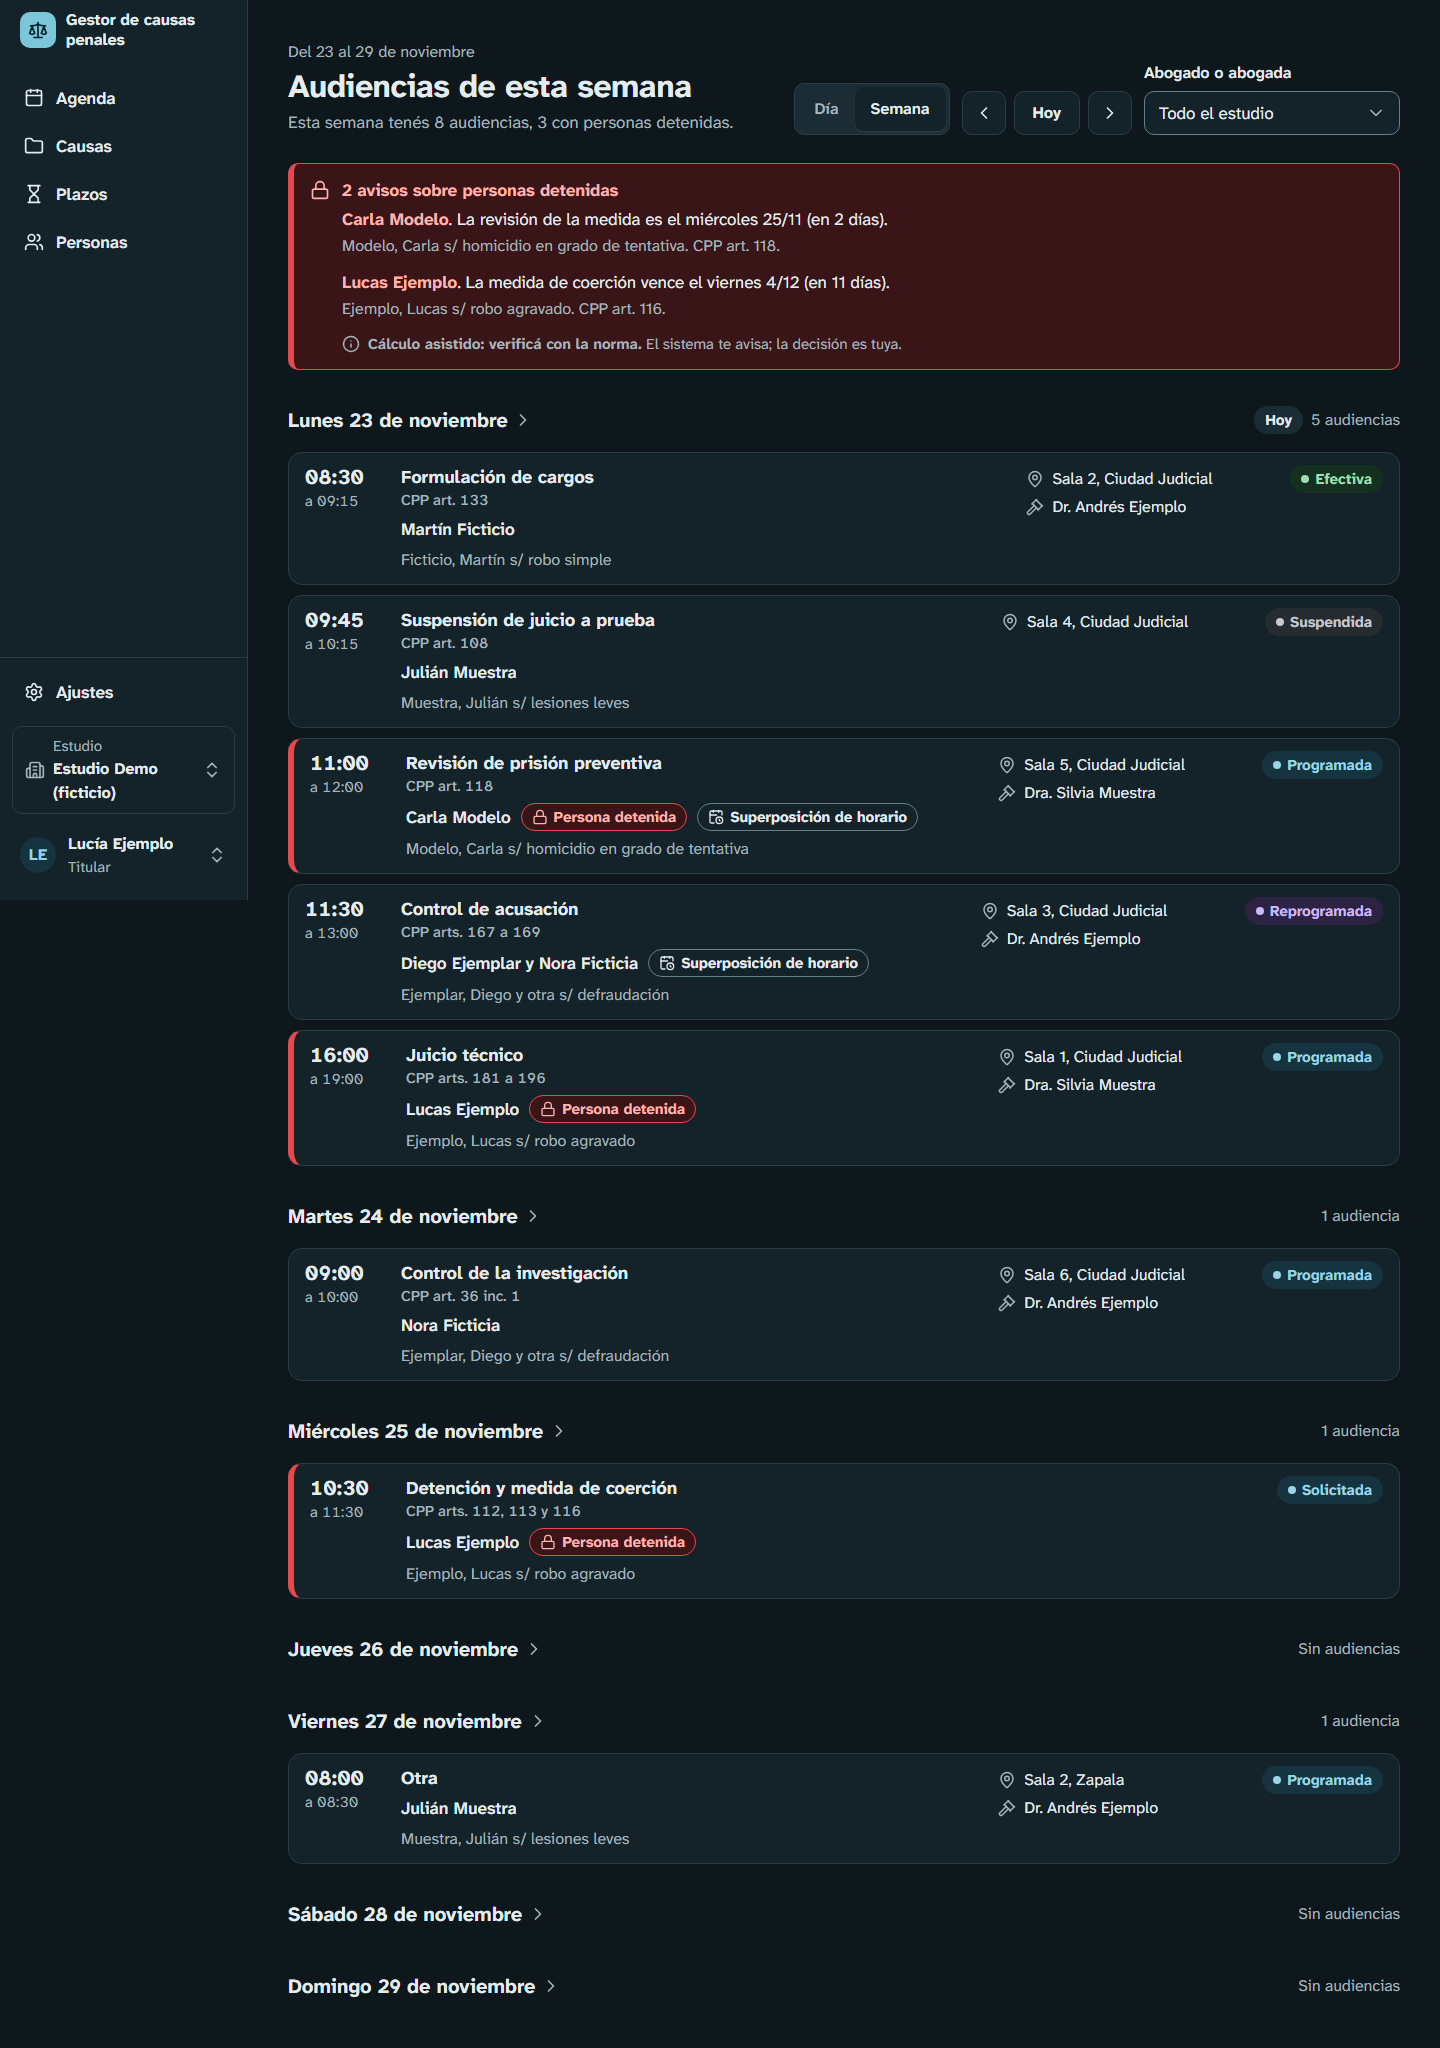 Gestor de causas
penales
Agenda
Causas
Plazos
Personas
Ajustes
Estudio
Estudio Demo
(ficticio)
LE
Lucía Ejemplo
Titular
Del 23 al 29 de noviembre
Audiencias de esta semana
Esta semana tenés 8 audiencias, 3 con personas detenidas.
Día
Semana
Hoy
Abogado o abogada
Todo el estudio
2 avisos sobre personas detenidas
Carla Modelo. La revisión de la medida es el miércoles 25/11 (en 2 días).
Modelo, Carla s/ homicidio en grado de tentativa. CPP art. 118.
Lucas Ejemplo. La medida de coerción vence el viernes 4/12 (en 11 días).
Ejemplo, Lucas s/ robo agravado. CPP art. 116.
Cálculo asistido: verificá con la norma. El sistema te avisa; la decisión es tuya.
Lunes 23 de noviembre
Hoy
5 audiencias
08:30
a 09:15
Formulación de cargos
CPP art. 133
Martín Ficticio
Ficticio, Martín s/ robo simple
Sala 2, Ciudad Judicial
Dr. Andrés Ejemplo
Efectiva
09:45
a 10:15
Suspensión de juicio a prueba
CPP art. 108
Julián Muestra
Muestra, Julián s/ lesiones leves
Sala 4, Ciudad Judicial
Suspendida
11:00
a 12:00
Revisión de prisión preventiva
CPP art. 118
Carla Modelo
Persona detenida
Superposición de horario
Modelo, Carla s/ homicidio en grado de tentativa
Sala 5, Ciudad Judicial
Dra. Silvia Muestra
Programada
11:30
a 13:00
Control de acusación
CPP arts. 167 a 169
Diego Ejemplar y Nora Ficticia
Superposición de horario
Ejemplar, Diego y otra s/ defraudación
Sala 3, Ciudad Judicial
Dr. Andrés Ejemplo
Reprogramada
16:00
a 19:00
Juicio técnico
CPP arts. 181 a 196
Lucas Ejemplo
Persona detenida
Ejemplo, Lucas s/ robo agravado
Sala 1, Ciudad Judicial
Dra. Silvia Muestra
Programada
Martes 24 de noviembre
1 audiencia
09:00
a 10:00
Control de la investigación
CPP art. 36 inc. 1
Nora Ficticia
Ejemplar, Diego y otra s/ defraudación
Sala 6, Ciudad Judicial
Dr. Andrés Ejemplo
Programada
Miércoles 25 de noviembre
1 audiencia
10:30
a 11:30
Detención y medida de coerción
CPP arts. 112, 113 y 116
Lucas Ejemplo
Persona detenida
Ejemplo, Lucas s/ robo agravado
Solicitada
Jueves 26 de noviembre
Sin audiencias
Viernes 27 de noviembre
1 audiencia
08:00
a 08:30
Otra
Julián Muestra
Muestra, Julián s/ lesiones leves
Sala 2, Zapala
Dr. Andrés Ejemplo
Programada
Sábado 28 de noviembre
Sin audiencias
Domingo 29 de noviembre
Sin audiencias